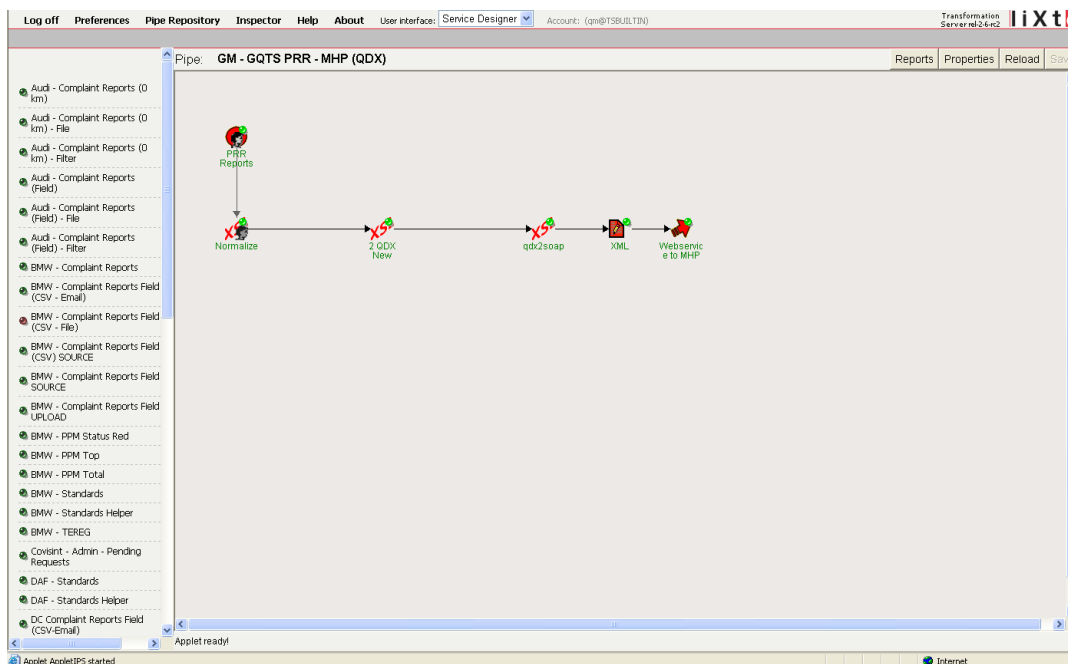 Log off Preferences Pipe Repository Inspector Help About User interface: Service Designer Account: (qm@TSBUILTIN) Transformation
Server rel-2-6-rc2
liXt
Pipe: GM - GQTS PRR - MHP (QDX) Reports Properties Reload Sav
Audi - Complaint Reports (0
km)
Audi - Complaint Reports (0
km) - File
Audi - Complaint Reports (0
km) - Filter
Audi - Complaint Reports
(Field)
Audi - Complaint Reports
(Field) - File
Audi - Complaint Reports
(Field) - Filter
BMW - Complaint Reports
BMW - Complaint Reports Field
(CSV - Email)
BMW - Complaint Reports Field
(CSV - File)
BMW - Complaint Reports Field
(CSV) SOURCE
BMW - Complaint Reports Field
SOURCE
BMW - Complaint Reports Field
UPLOAD
BMW - PPM Status Red
BMW - PPM Top
BMW - PPM Total
BMW - Standards
BMW - Standards Helper
BMW - TEREG
Covisint - Admin - Pending
Requests
DAF - Standards
DAF - Standards Helper
DC Complaint Reports Field
(CSV-Email)
PRR
Reports
Normalize
2 QDX
New
qdx2soap
XML
Webservic
e to MHP
Applet ready!
Applet AppletIPS started Internet